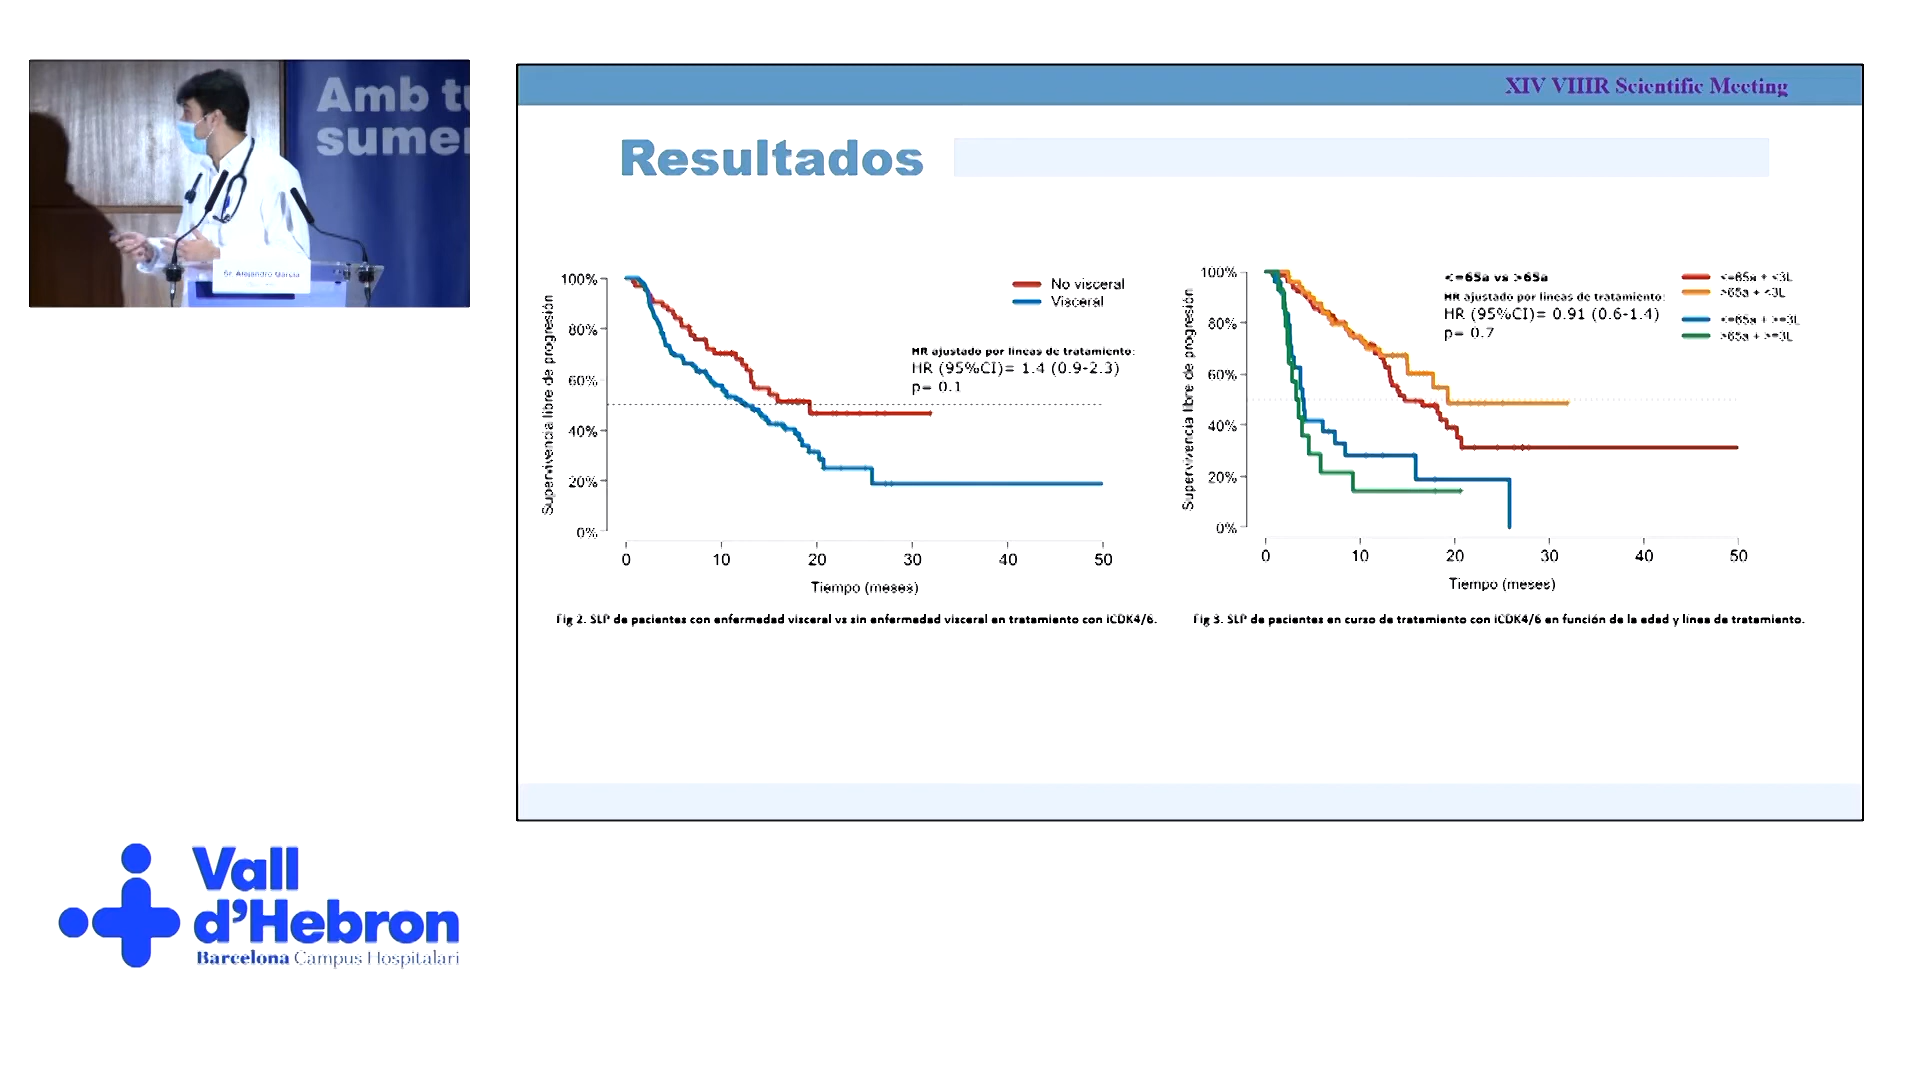 Amb tu
sumem
Dr. Alejandro García
XIV VHIR Scientific Meeting
Resultados
Supervivencia libre de progresión
100%
80%
60%
40%
20%
0%
No visceral
Visceral
HR ajustado por líneas de tratamiento:
HR (95%CI)= 1.4 (0.9-2.3)
p= 0.1
0 10 20 30 40 50
Tiempo (meses)
Fig 2. SLP de pacientes con enfermedad visceral vs sin enfermedad visceral en tratamiento con iCDK4/6.
Supervivencia libre de progresión
100%
80%
60%
40%
20%
0%
<=65a vs >65a
HR ajustado por líneas de tratamiento:
HR (95%CI)= 0.91 (0.6-1.4)
p= 0.7
<=65a + <3L
>65a + <3L
<=65a + >=3L
>65a + >=3L
0 10 20 30 40 50
Tiempo (meses)
Fig 3. SLP de pacientes en curso de tratamiento con iCDK4/6 en función de la edad y línea de tratamiento.
Vall
d'Hebron
Barcelona Campus Hospitalari